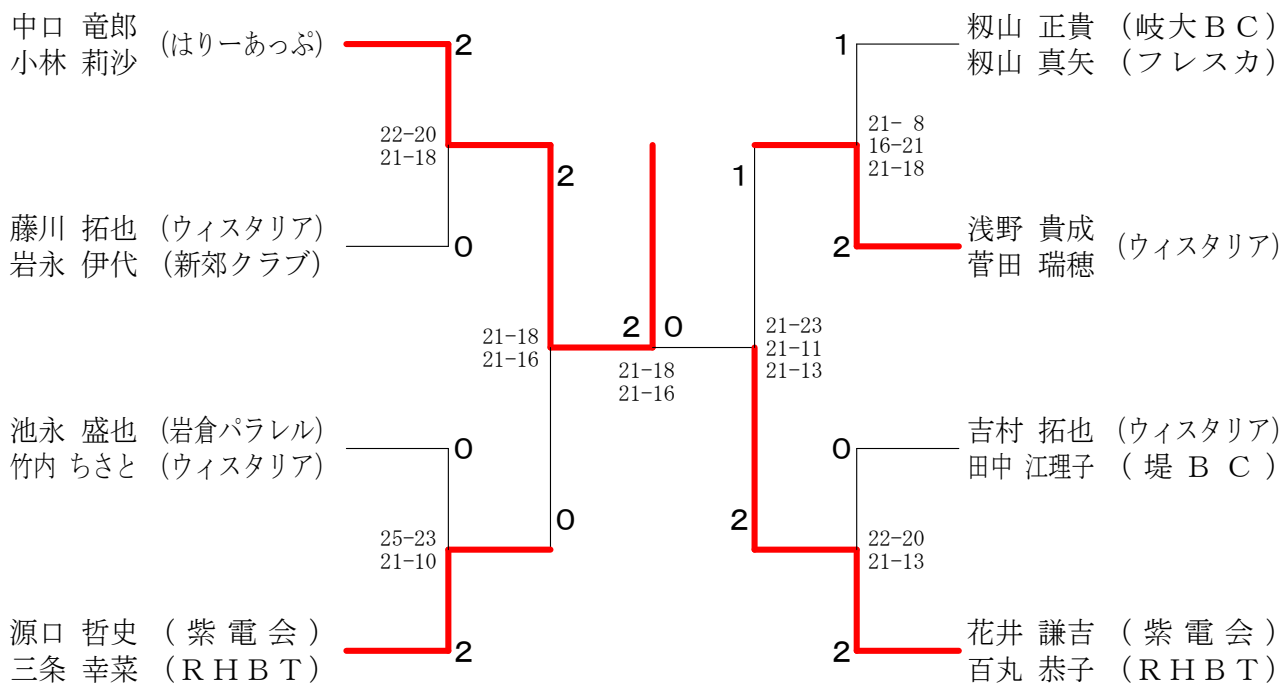 中口 竜郎
小林 莉沙
(はりーあっぷ)
2
22-20
21-18
藤川 拓也 (ウィスタリア)
岩永 伊代 (新郊クラブ)
0
2
21-18
21-16
池永 盛也 (岩倉パラレル)
竹内 ちさと (ウィスタリア)
0
25-23
21-10
0
源口 哲史 (紫電会)
三条 幸菜 (RHBT)
2
2 0
21-18
21-16
籾山 正貴 (岐大BC)
籾山 真矢 (フレスカ)
1
21- 8
16-21
21-18
1
浅野 貴成
菅田 瑞穂
(ウィスタリア)
2
21-23
21-11
21-13
吉村 拓也 (ウィスタリア)
田中 江理子 (堤BC)
0
2
22-20
21-13
花井 謙吉 (紫電会)
百丸 恭子 (RHBT)
2